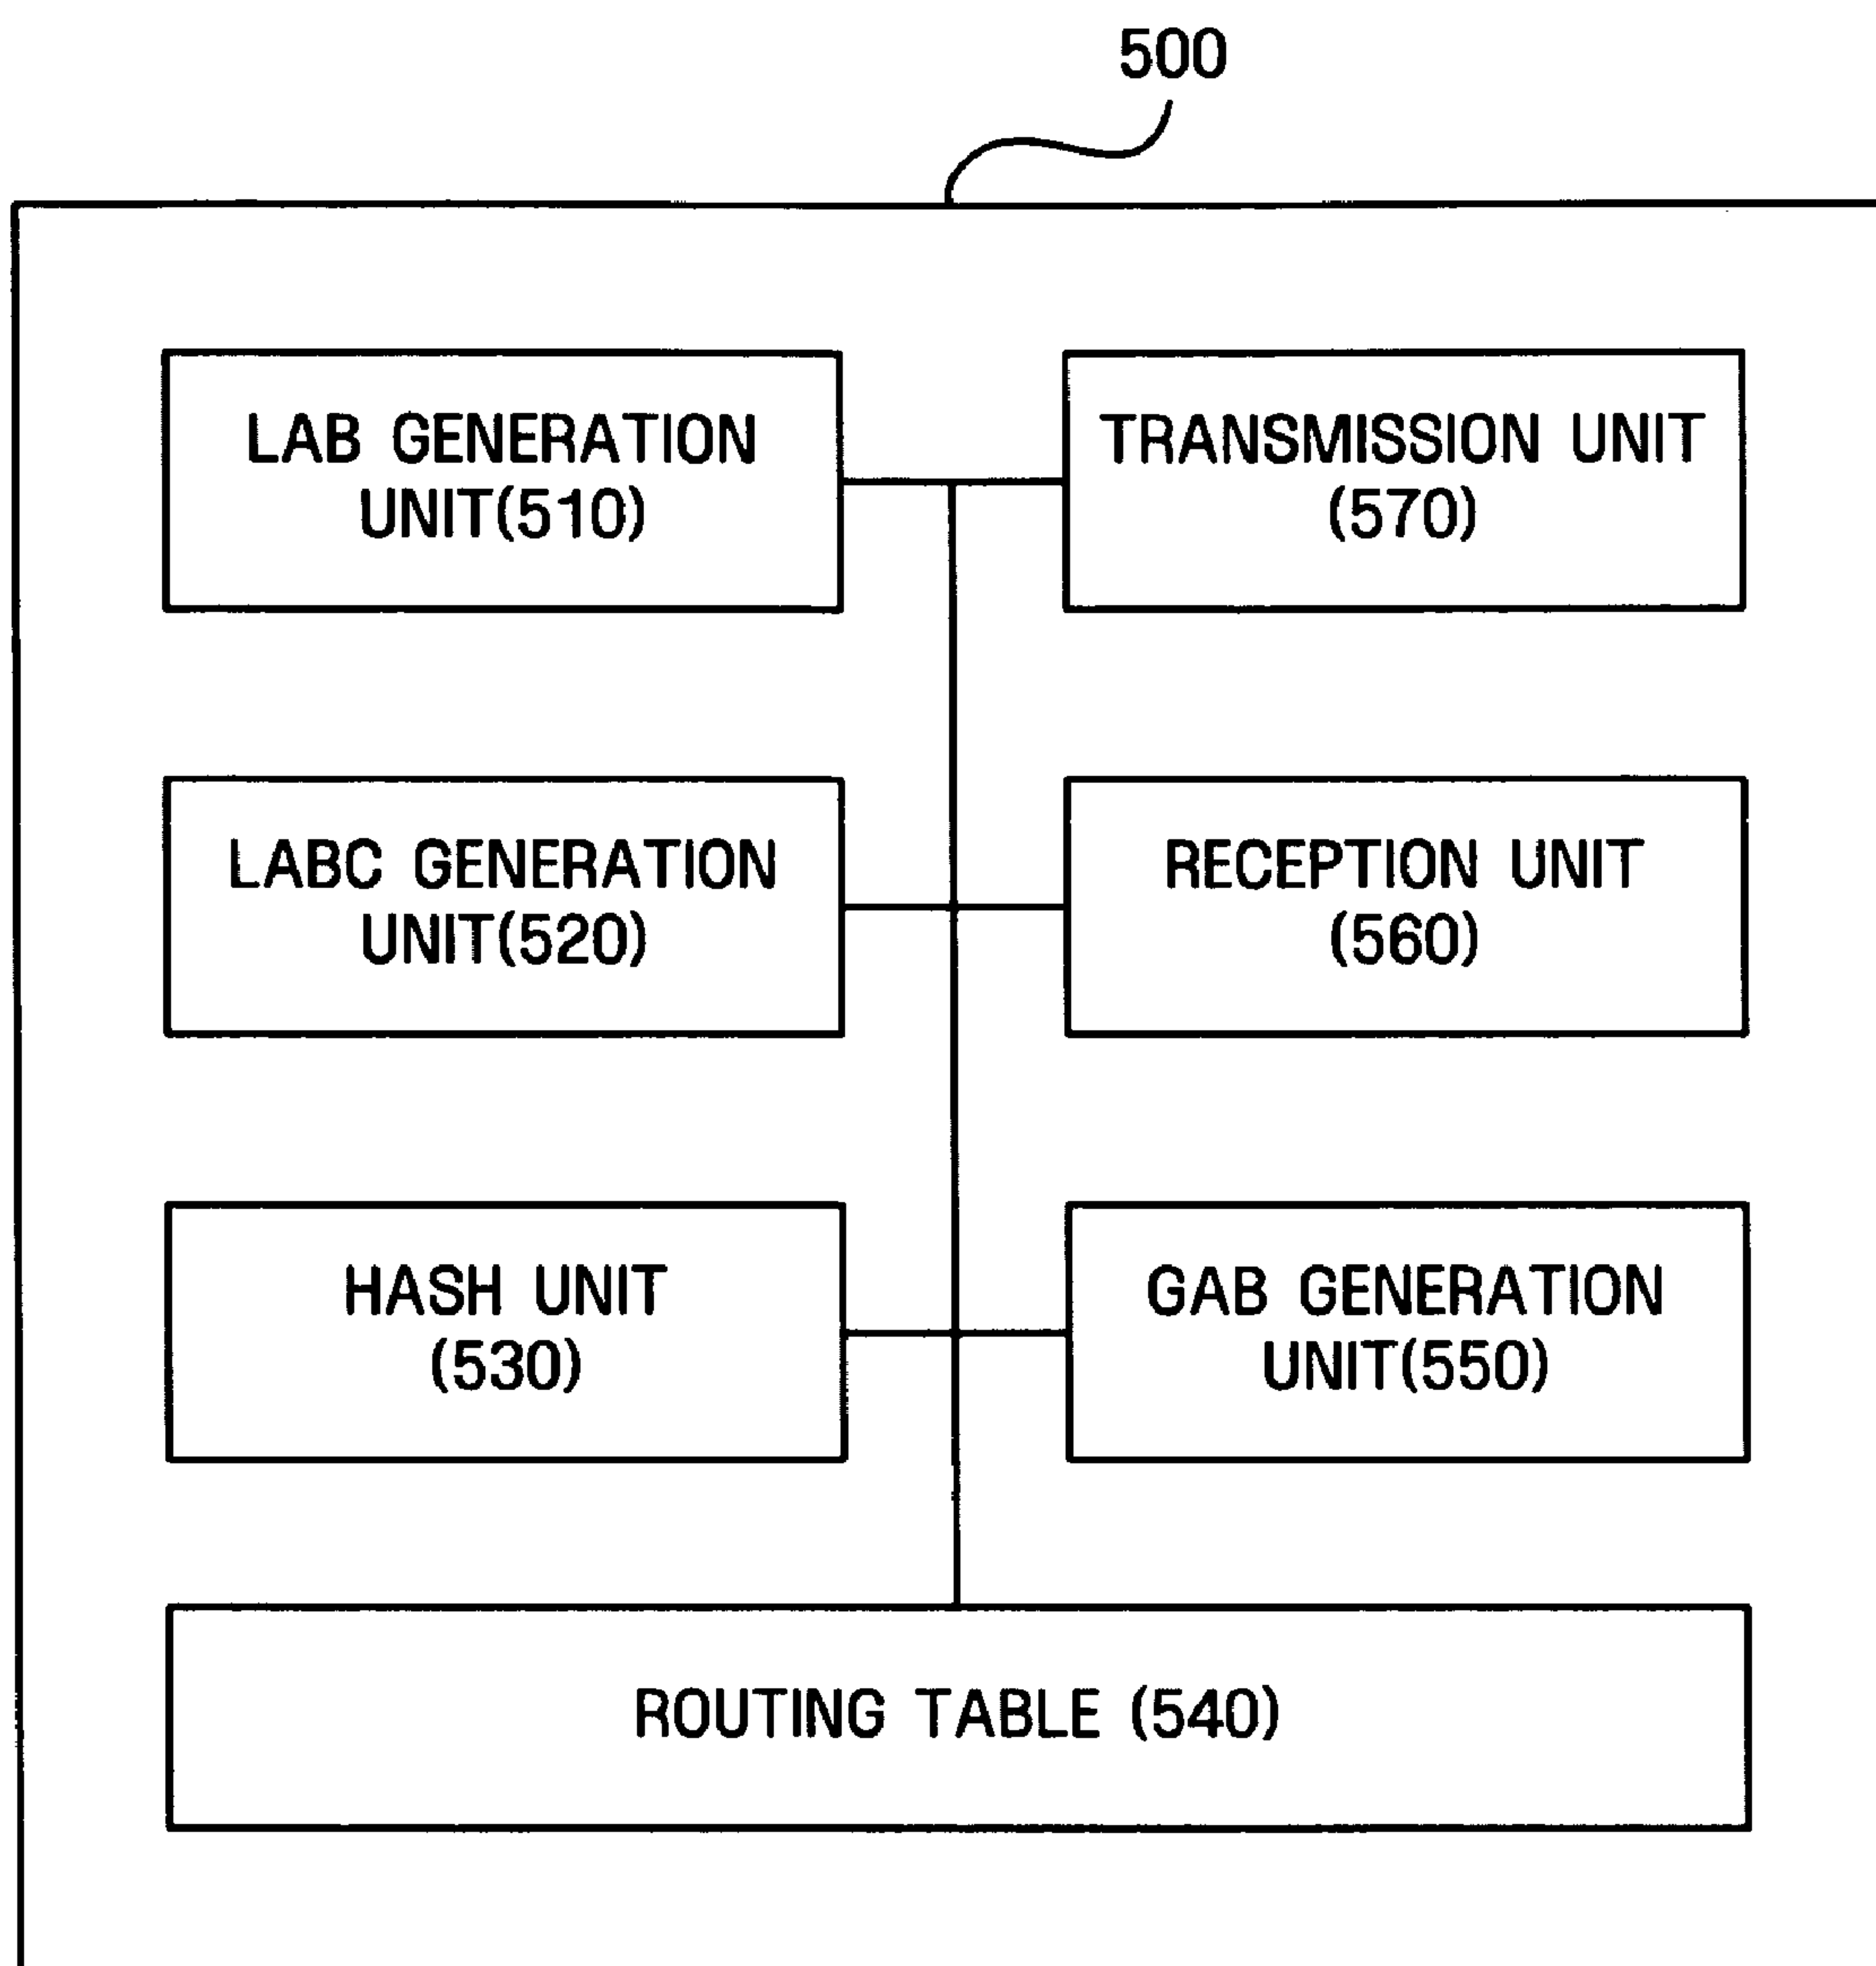 500
LAB GENERATION
UNIT(510)
TRANSMISSION UNIT
(570)
LABC GENERATION
UNIT(520)
RECEPTION UNIT
(560)
HASH UNIT
(530)
GAB GENERATION
UNIT(550)
ROUTING TABLE (540)